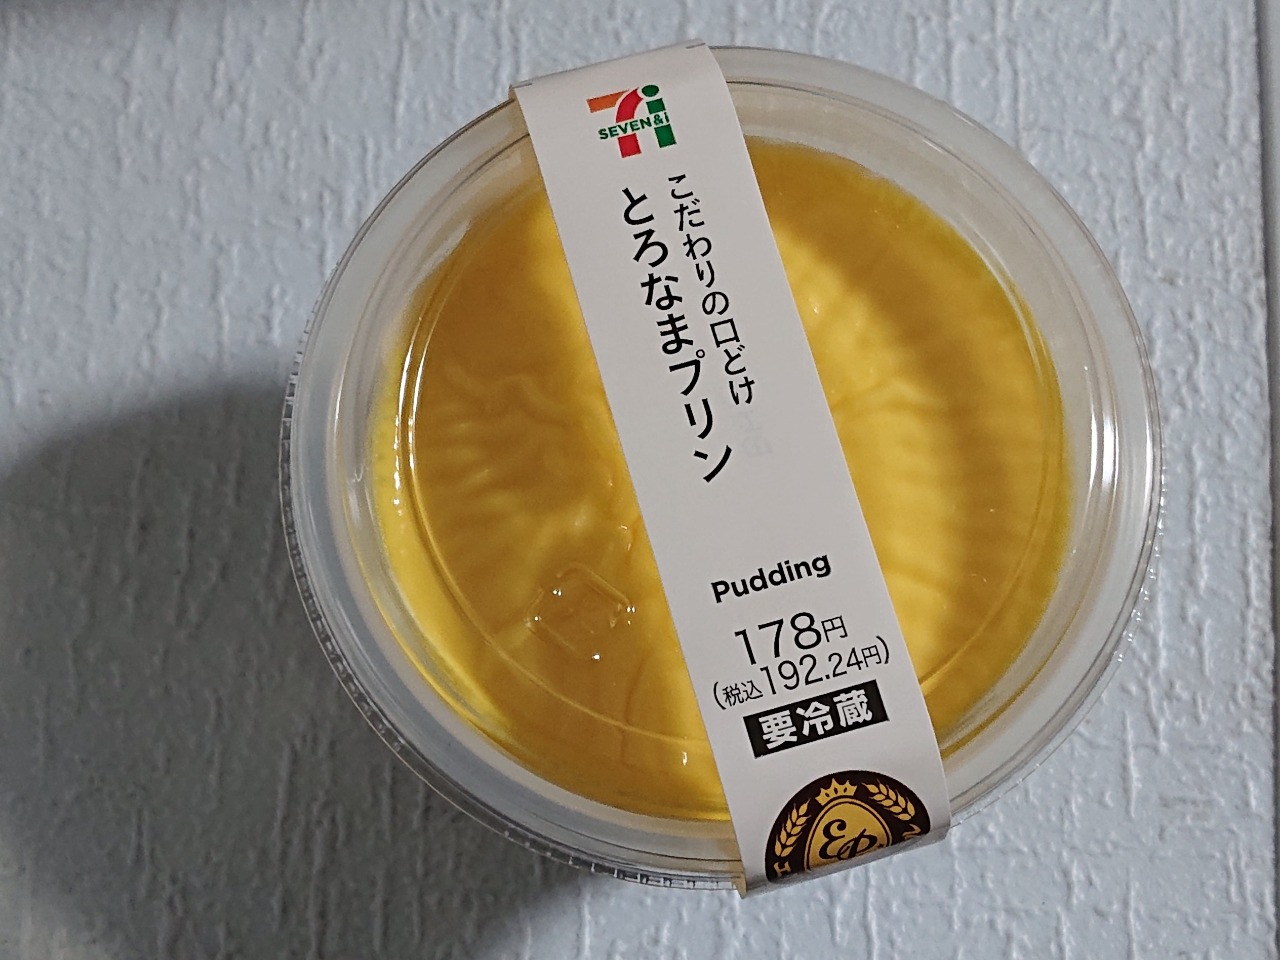 SEVEN&i
こだわりの口どけ
とろなまプリン
Pudding
178円
(税込192.24円)
要冷蔵
EP